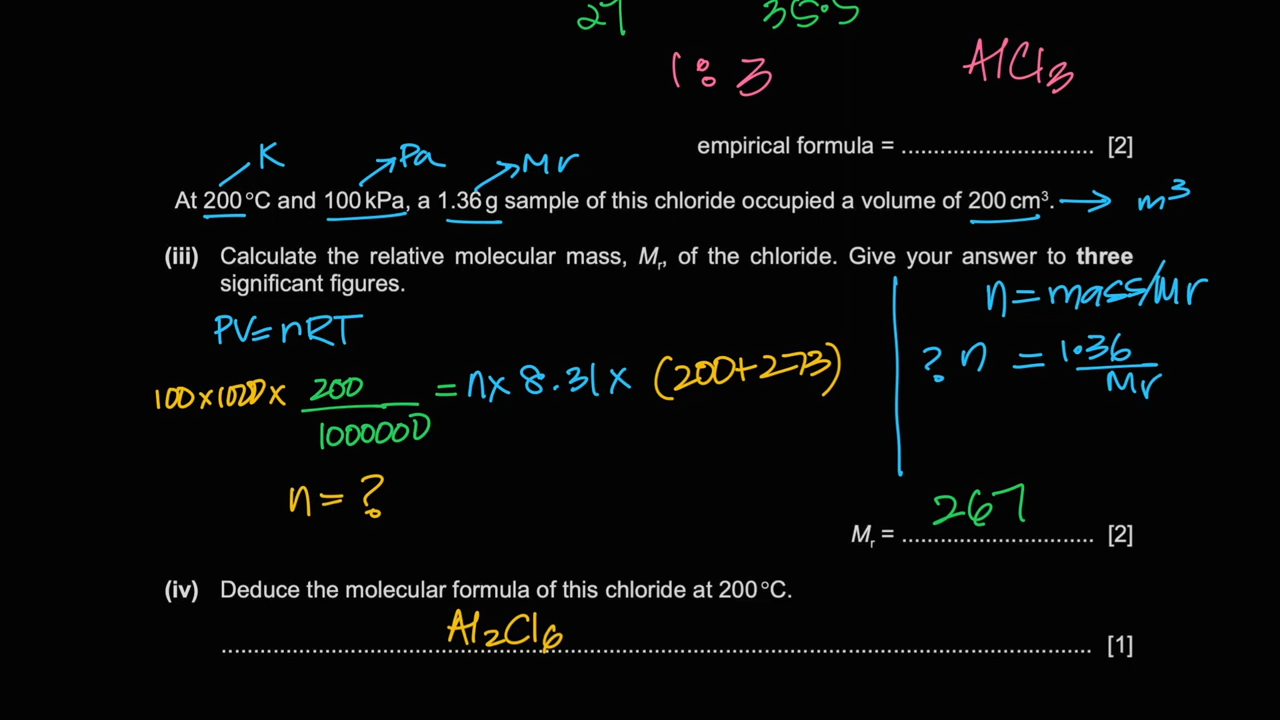 27 35.5
1 : 3 AlCl3
empirical formula = .............................. [2]
K Pa Mr
At 200 °C and 100 kPa, a 1.36 g sample of this chloride occupied a volume of 200 cm³. → m³
(iii) Calculate the relative molecular mass, Mr, of the chloride. Give your answer to three
significant figures.
n = mass/Mr
PV = nRT
? n = 1.36 / Mr
100 x 1000 x 200 / 1000000 = n x 8.31 x (200+273)
n = ?
267
Mr = .............................. [2]
(iv) Deduce the molecular formula of this chloride at 200 °C.
Al2Cl6
.............................................................................................................. [1]